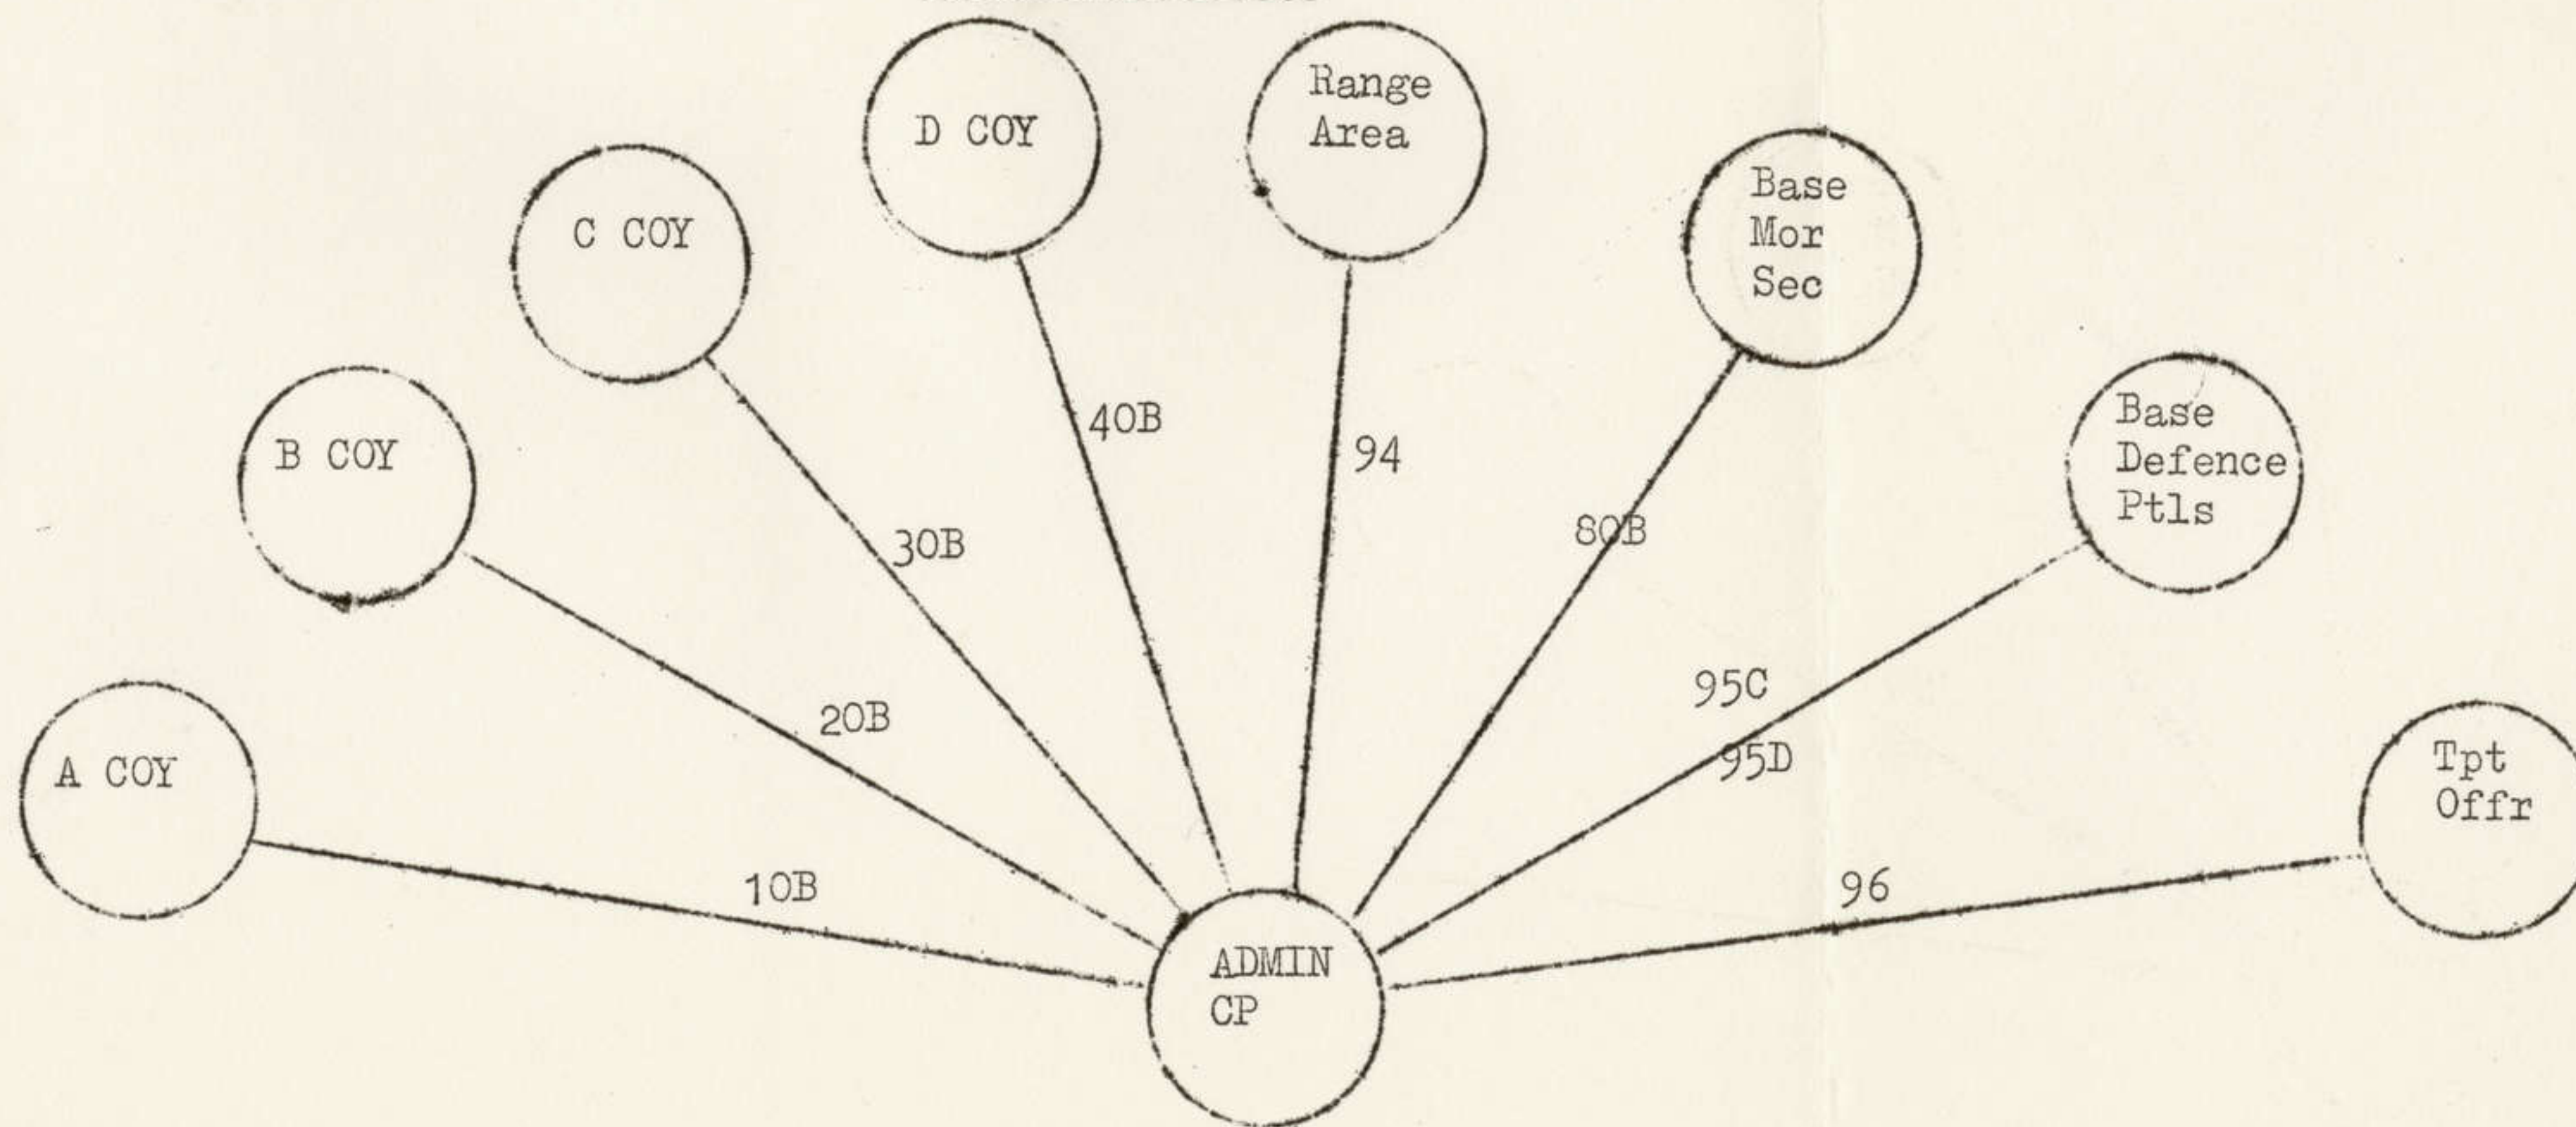 D COY
Range
Area
C COY
Base
Mor
Sec
B COY
Base
Defence
Ptls
40B
94
30B
80B
A COY
20B
95C
95D
Tpt
Offr
10B
96
ADMIN
CP